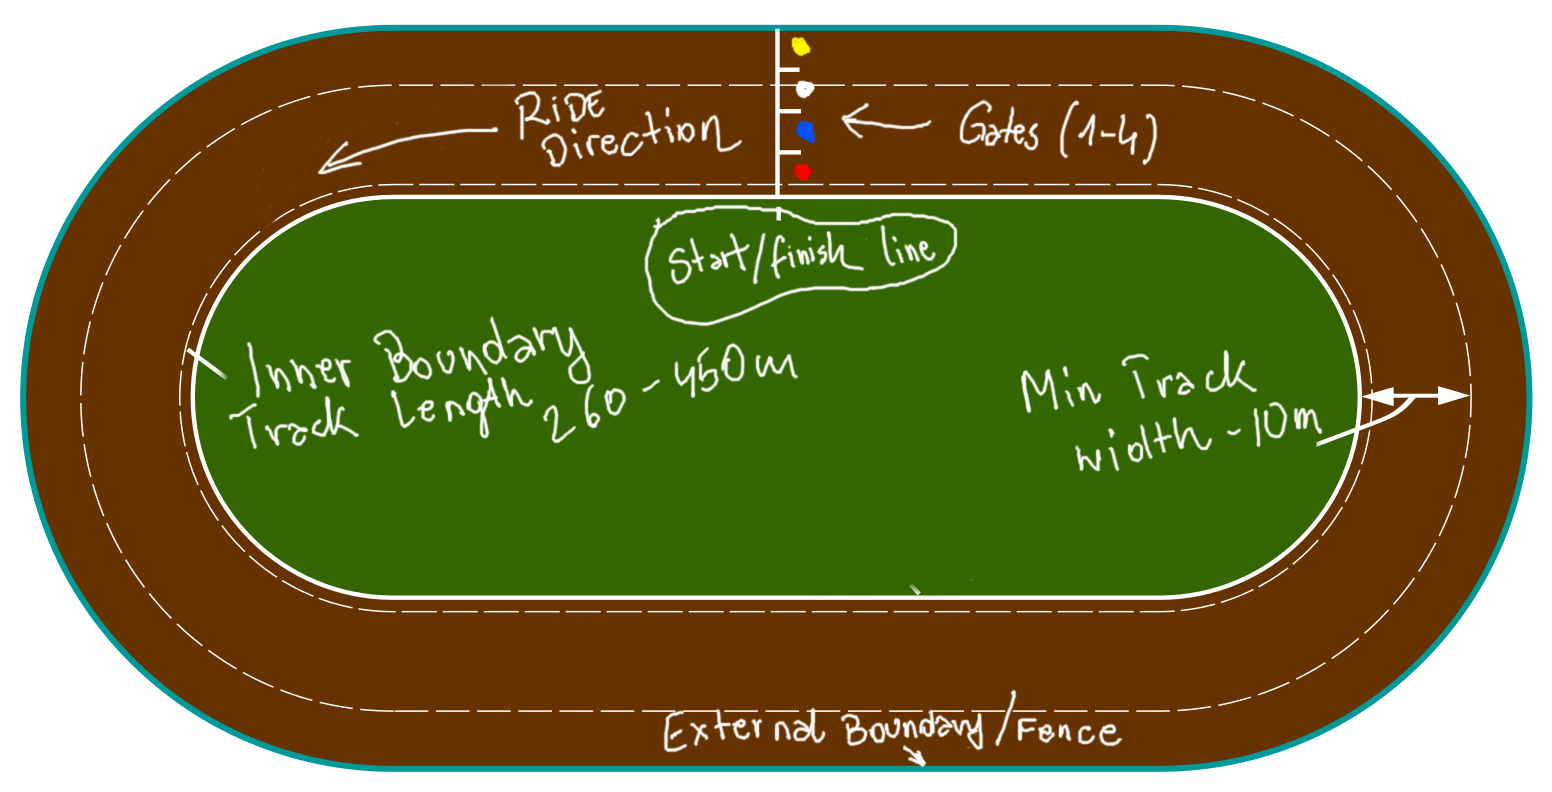 RiDE
Direction
Gates (1-4)
Start/finish line
Inner Boundary
Track Length 260-450m
Min Track
width - 10m
External Boundary/Fence